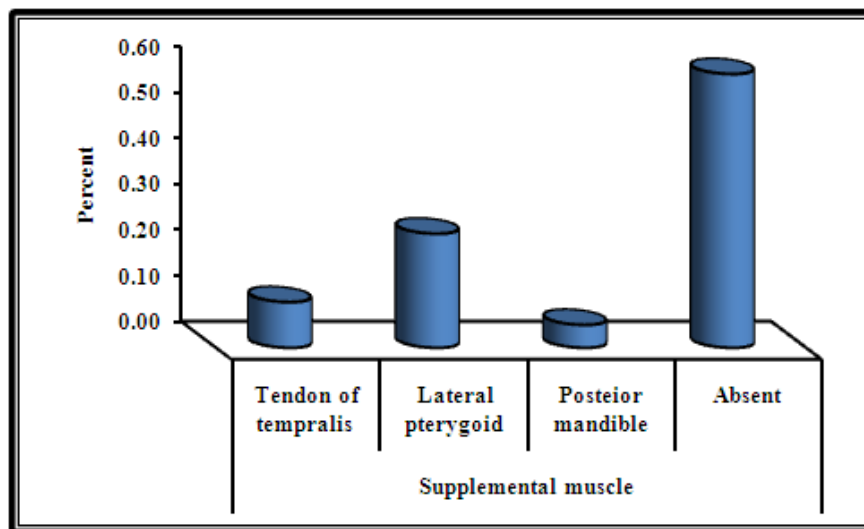 0.60
0.50
0.40
0.30
0.20
0.10
0.00
Percent
Tendon of
tempralis
Lateral
pterygoid
Posteior
mandible
Absent
Supplemental muscle